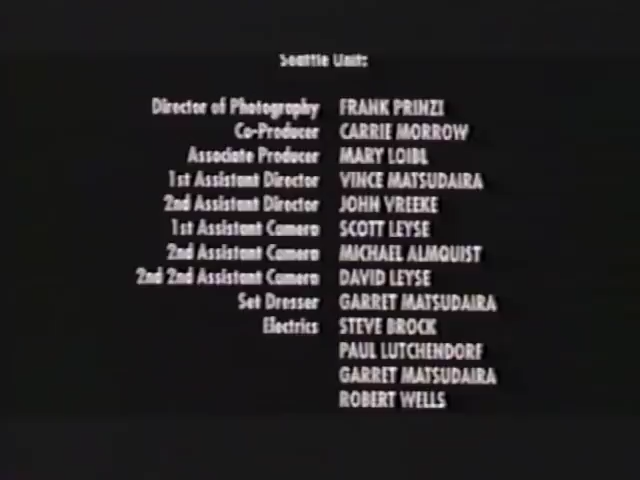 Seattle Unit:
Director of Photography FRANK PRINZI
Co-Producer CARRIE MORROW
Associate Producer MARY LOIBL
1st Assistant Director VINCE MATSUDAIRA
2nd Assistant Director JOHN VREEKE
1st Assistant Camera SCOTT LEYSE
2nd Assistant Camera MICHAEL ALMQUIST
2nd 2nd Assistant Camera DAVID LEYSE
Set Dresser GARRET MATSUDAIRA
Electrics STEVE BROCK
PAUL LUTCHENDORF
GARRET MATSUDAIRA
ROBERT WELLS